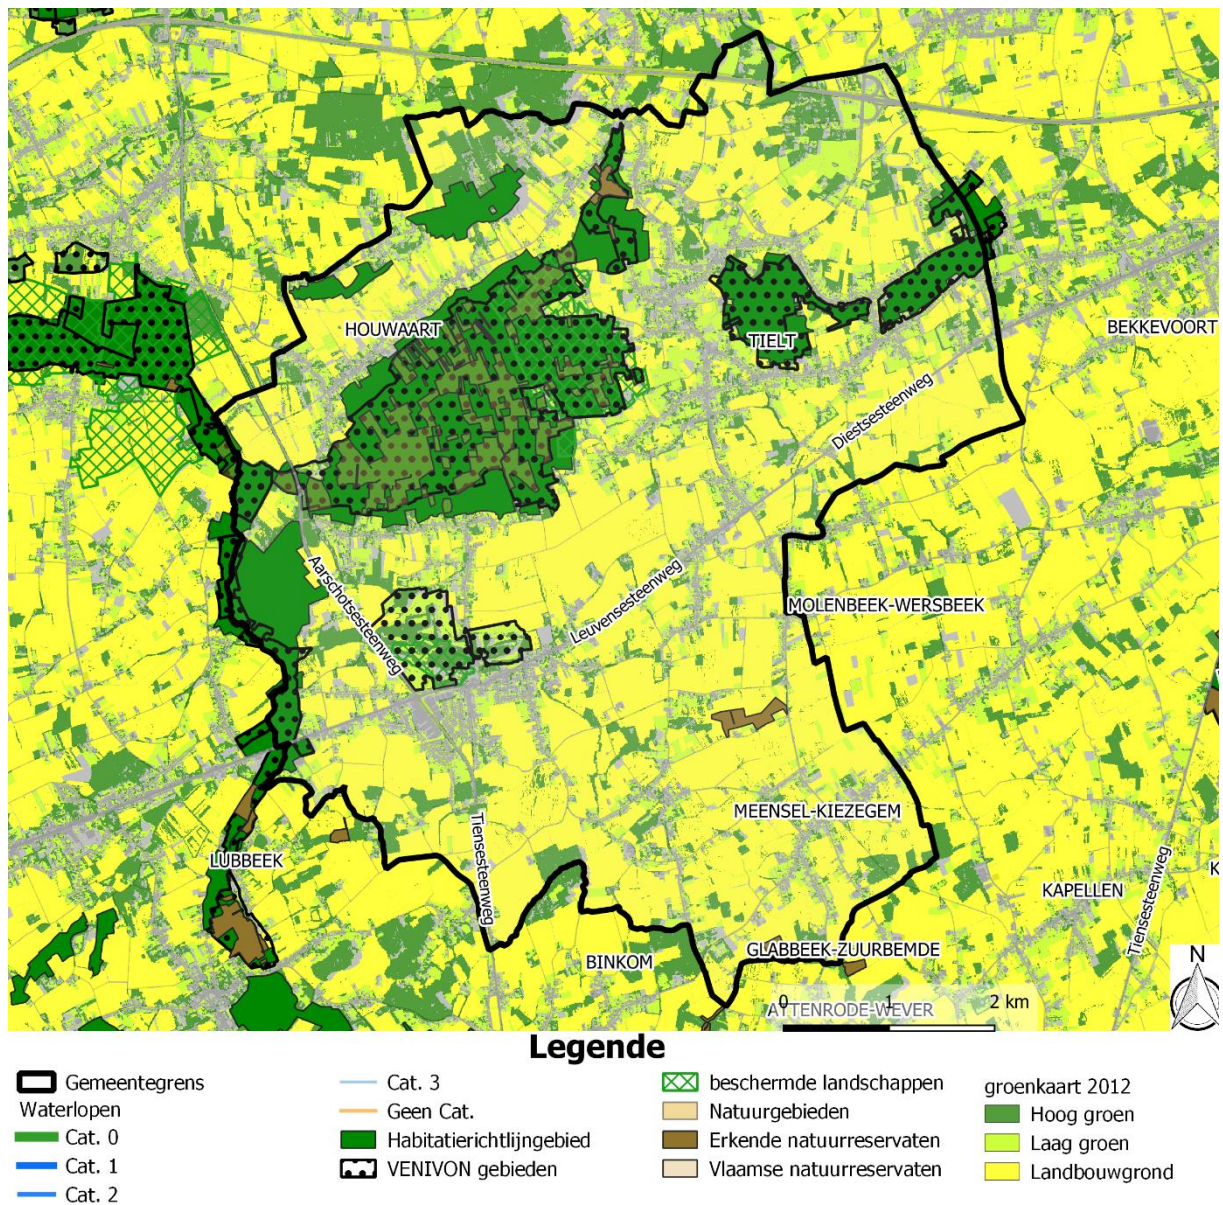 HOUWAART
TIELT
BEKKEVOORT
Diestsesteenweg
Aarschotsesteenweg
Leuvensesteenweg
MOLENBEEK-WERSBEEK
MEENSEL-KIEZEGEM
LUBBEEK
Tiensesteenweg
KAPELLEN
K
Tiensesteenweg
GLABBEEK-ZUURBEMDE
BINKOM
N
0 1 2 km
ATTENRODE-WEVER
Legende
Gemeentegrens
Waterlopen
Cat. 0
Cat. 1
Cat. 2
Cat. 3
Geen Cat.
Habitatierichtlijngebied
VENIVON gebieden
beschermde landschappen
Natuurgebieden
Erkende natuurreservaten
Vlaamse natuurreservaten
groenkaart 2012
Hoog groen
Laag groen
Landbouwgrond